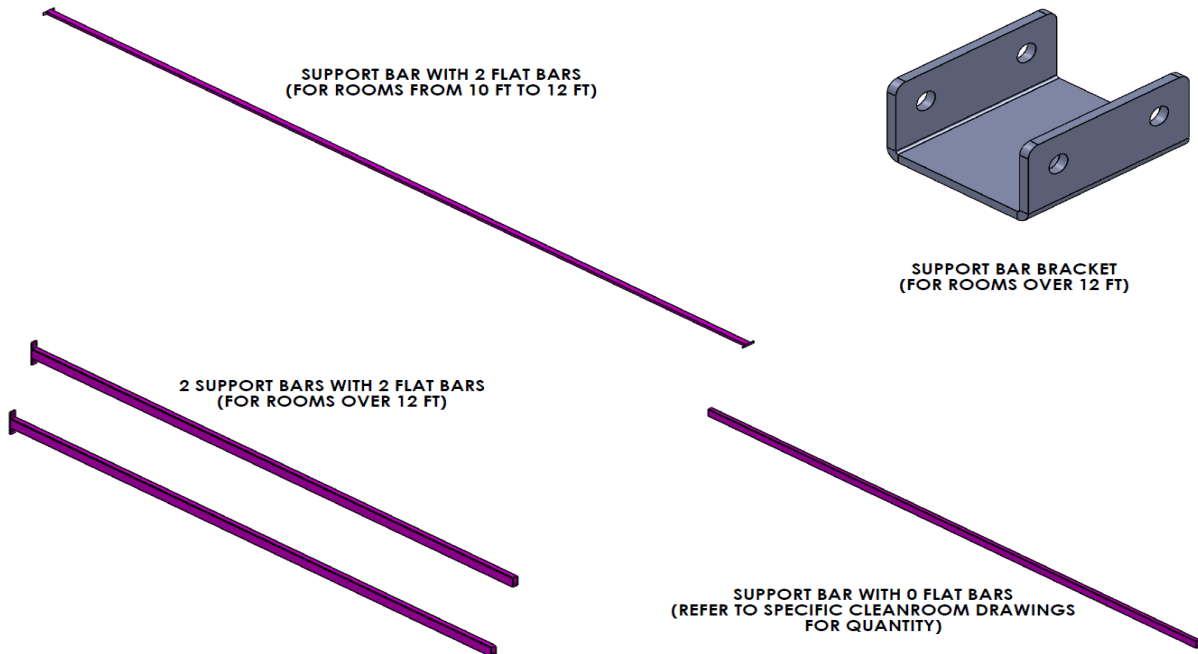 SUPPORT BAR WITH 2 FLAT BARS
(FOR ROOMS FROM 10 FT TO 12 FT)
SUPPORT BAR BRACKET
(FOR ROOMS OVER 12 FT)
2 SUPPORT BARS WITH 2 FLAT BARS
(FOR ROOMS OVER 12 FT)
SUPPORT BAR WITH 0 FLAT BARS
(REFER TO SPECIFIC CLEANROOM DRAWINGS
FOR QUANTITY)